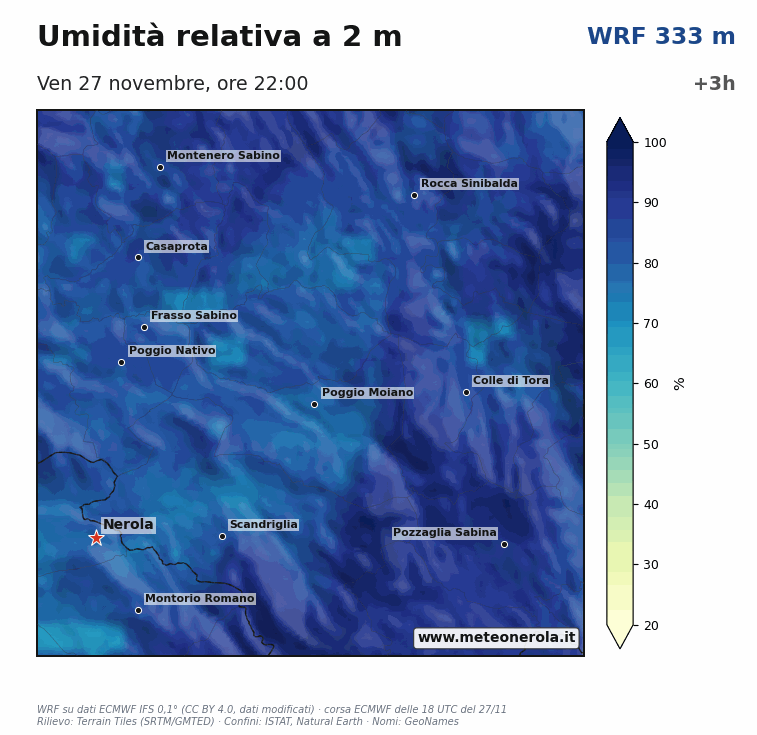 Umidità relativa a 2 m
WRF 333 m
Ven 27 novembre, ore 22:00
+3h
Montenero Sabino
Rocca Sinibalda
Casaprota
Frasso Sabino
Poggio Nativo
Colle di Tora
Poggio Moiano
Nerola
Scandriglia
Pozzaglia Sabina
Montorio Romano
www.meteonerola.it
100
90
80
70
60
50
40
30
20
%
WRF su dati ECMWF IFS 0,1° (CC BY 4.0, dati modificati) · corsa ECMWF delle 18 UTC del 27/11
Rilievo: Terrain Tiles (SRTM/GMTED) · Confini: ISTAT, Natural Earth · Nomi: GeoNames